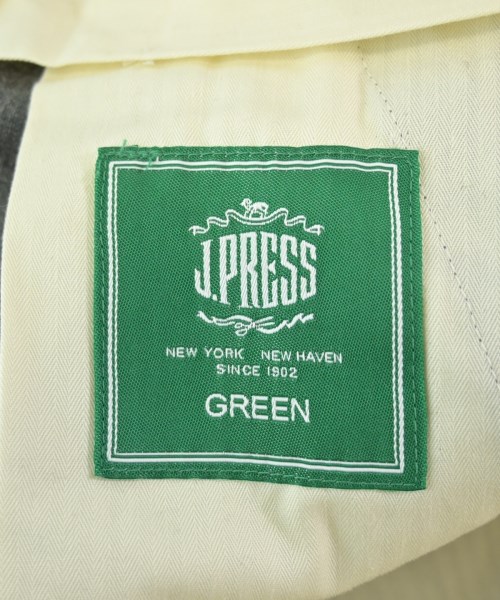 J.PRESS
NEW YORK NEW HAVEN
SINCE 1902
GREEN